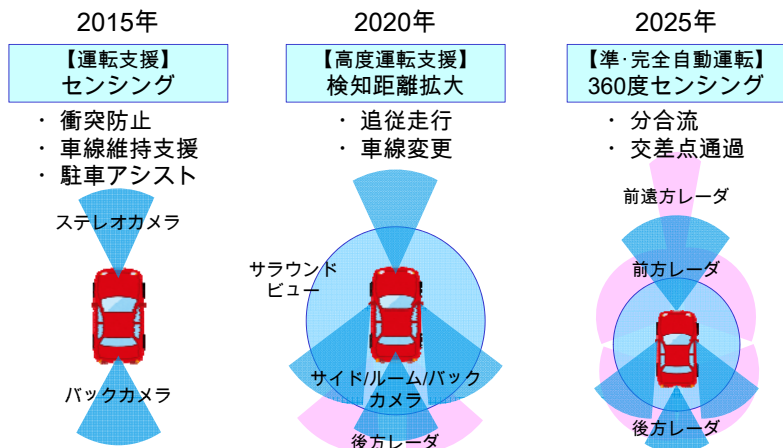 2015年
【運転支援】
センシング
・ 衝突防止
・ 車線維持支援
・ 駐車アシスト
ステレオカメラ
バックカメラ
2020年
【高度運転支援】
検知距離拡大
・ 追従走行
・ 車線変更
サラウンド
ビュー
サイド/ルーム/バック
カメラ
後方レーダ
2025年
【準・完全自動運転】
360度センシング
・ 分合流
・ 交差点通過
前遠方レーダ
前方レーダ
後方レーダ